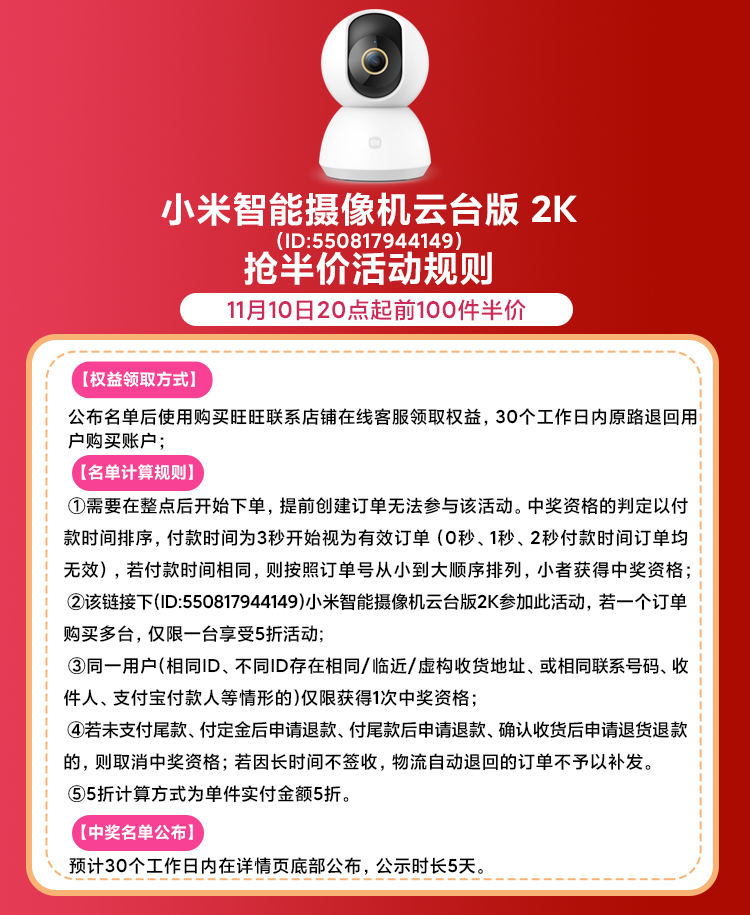 小米智能摄像机云台版 2K
（ID:550817944149）
抢半价活动规则
11月10日20点起前100件半价
【权益领取方式】
公布名单后使用购买旺旺联系店铺在线客服领取权益，30个工作日内原路退回用
户购买账户；
【名单计算规则】
①需要在整点后开始下单，提前创建订单无法参与该活动。中奖资格的判定以付
款时间排序，付款时间为3秒开始视为有效订单（0秒、1秒、2秒付款时间订单均
无效），若付款时间相同，则按照订单号从小到大顺序排列，小者获得中奖资格；
②该链接下(ID:550817944149)小米智能摄像机云台版2K参加此活动，若一个订单
购买多台，仅限一台享受5折活动;
③同一用户(相同ID、不同ID存在相同/临近/虚构收货地址、或相同联系号码、收
件人、支付宝付款人等情形的)仅限获得1次中奖资格；
④若未支付尾款、付定金后申请退款、付尾款后申请退款、确认收货后申请退货退款
的，则取消中奖资格；若因长时间不签收，物流自动退回的订单不予以补发。
⑤5折计算方式为单件实付金额5折。
【中奖名单公布】
预计30个工作日内在详情页底部公布，公示时长5天。